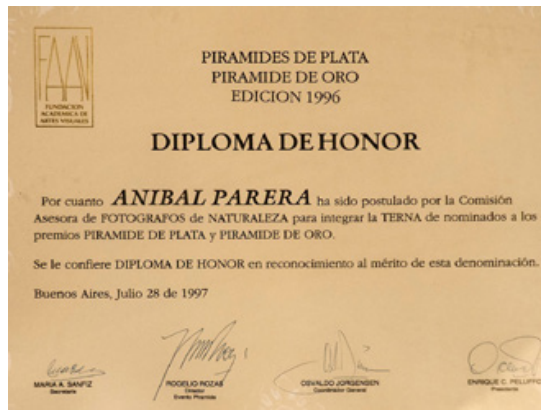 FAAV
FUNDACION
ACADEMICA DE
ARTES VISUALES
PIRAMIDES DE PLATA
PIRAMIDE DE ORO
EDICION 1996
DIPLOMA DE HONOR
Por cuanto ANIBAL PARERA ha sido postulado por la Comisión
Asesora de FOTOGRAFOS de NATURALEZA para integrar la TERNA de nominados a los
premios PIRAMIDE DE PLATA y PIRAMIDE DE ORO.
Se le confiere DIPLOMA DE HONOR en reconocimiento al mérito de esta denominación.
Buenos Aires, Julio 28 de 1997
MARIA A. SANFIZ
Secretaria
ROGELIO ROZAS
Director
Evento Piramide
OSVALDO JORGENSEN
Coordinador General
ENRIQUE C. PELUFFO
Presidente